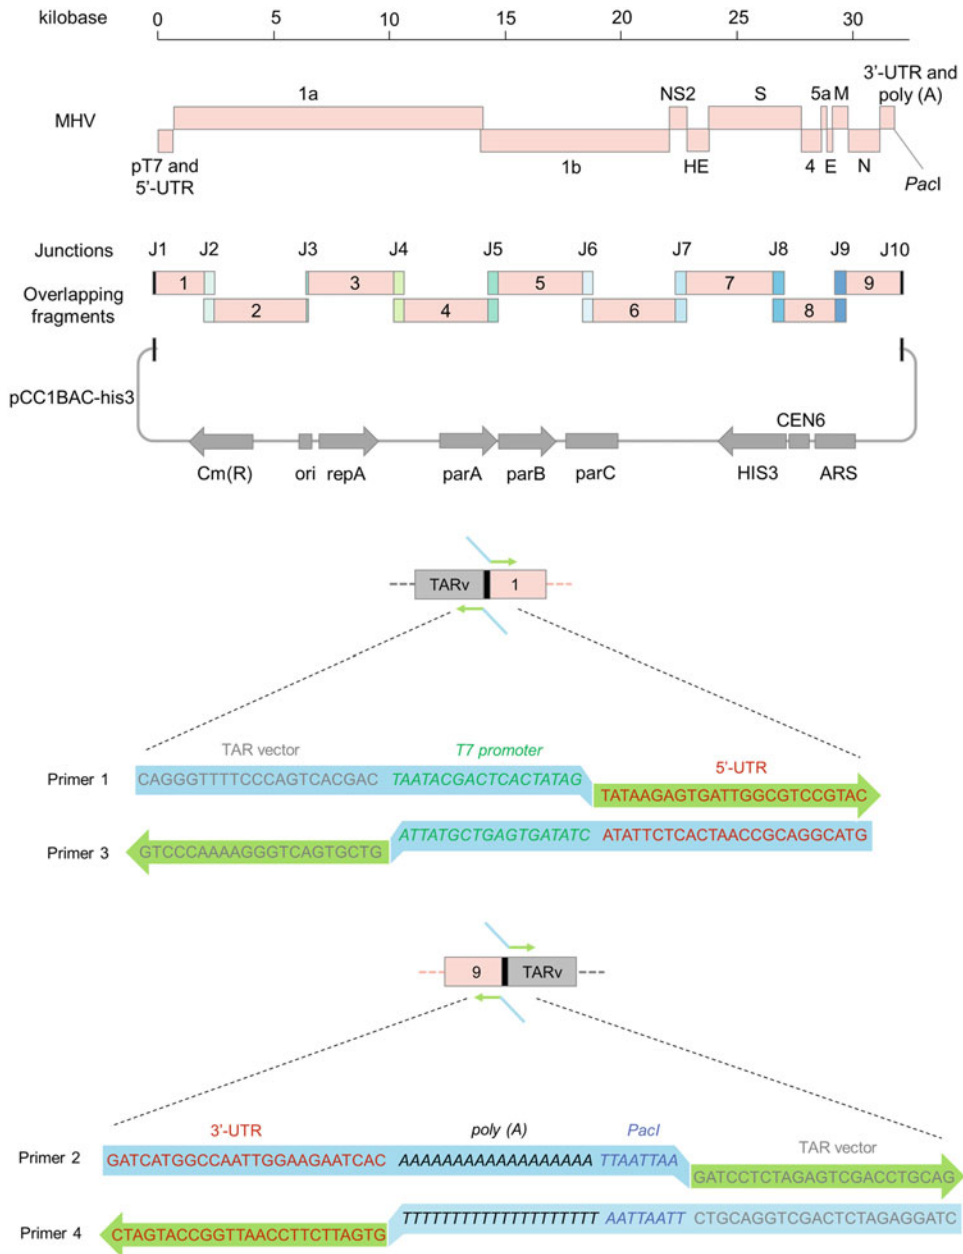 kilobase 0 5 10 15 20 25 30
3'-UTR and
1a NS2 S 5a M poly (A)
MHV
pT7 and 1b HE 4 E N
5'-UTR PacI
Junctions J1 J2 J3 J4 J5 J6 J7 J8 J9 J10
1 3 5 7 9
Overlapping
fragments
2 4 6 8
pCC1BAC-his3
CEN6
Cm(R) ori repA parA parB parC HIS3 ARS
TARv 1
TAR vector T7 promoter 5'-UTR
Primer 1 CAGGGTTTTCCCAGTCACGAC TAATACGACTCACTATAG TATAAGAGTGATTGGCGTCCGTAC
Primer 3 GTCCCAAAAGGGTCAGTGCTG ATTATGCTGAGTGATATC ATATTCTCACTAACCGCAGGCATG
9 TARv
3'-UTR poly (A) PacI TAR vector
Primer 2 GATCATGGCCAATTGGAAGAATCAC AAAAAAAAAAAAAAAAAA TTAATTAA GATCCTCTAGAGTCGACCTGCAG
Primer 4 CTAGTACCGGTTAACCTTCTTAGTG TTTTTTTTTTTTTTTTTTTT AATTAATT CTGCAGGTCGACTCTAGAGGATC